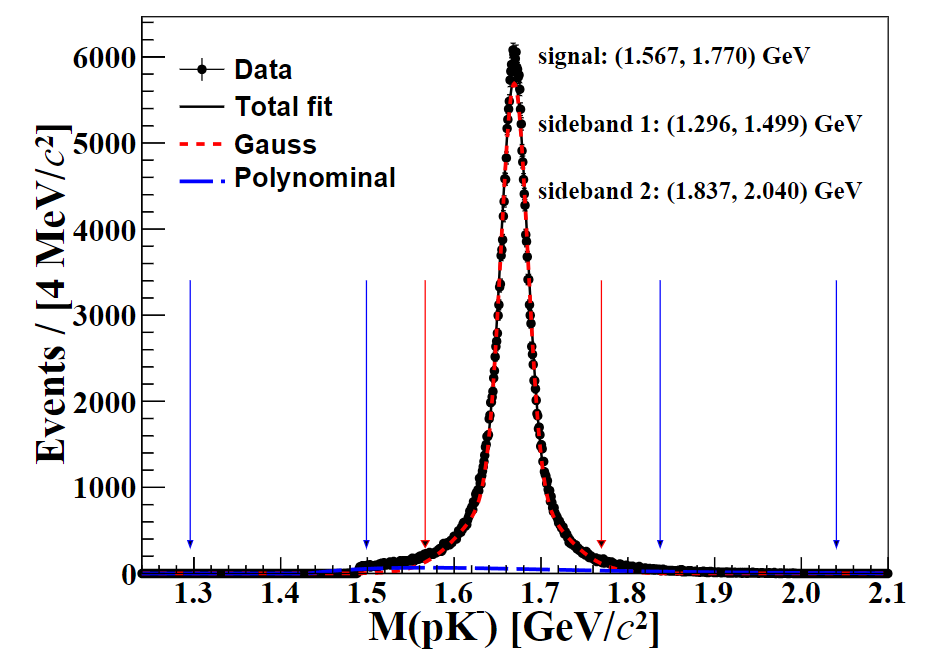 6000
5000
4000
3000
2000
1000
0
Events / [4 MeV/c²]
Data
Total fit
Gauss
Polynominal
signal: (1.567, 1.770) GeV
sideband 1: (1.296, 1.499) GeV
sideband 2: (1.837, 2.040) GeV
1.3 1.4 1.5 1.6 1.7 1.8 1.9 2.0 2.1
M(pK⁻) [GeV/c²]